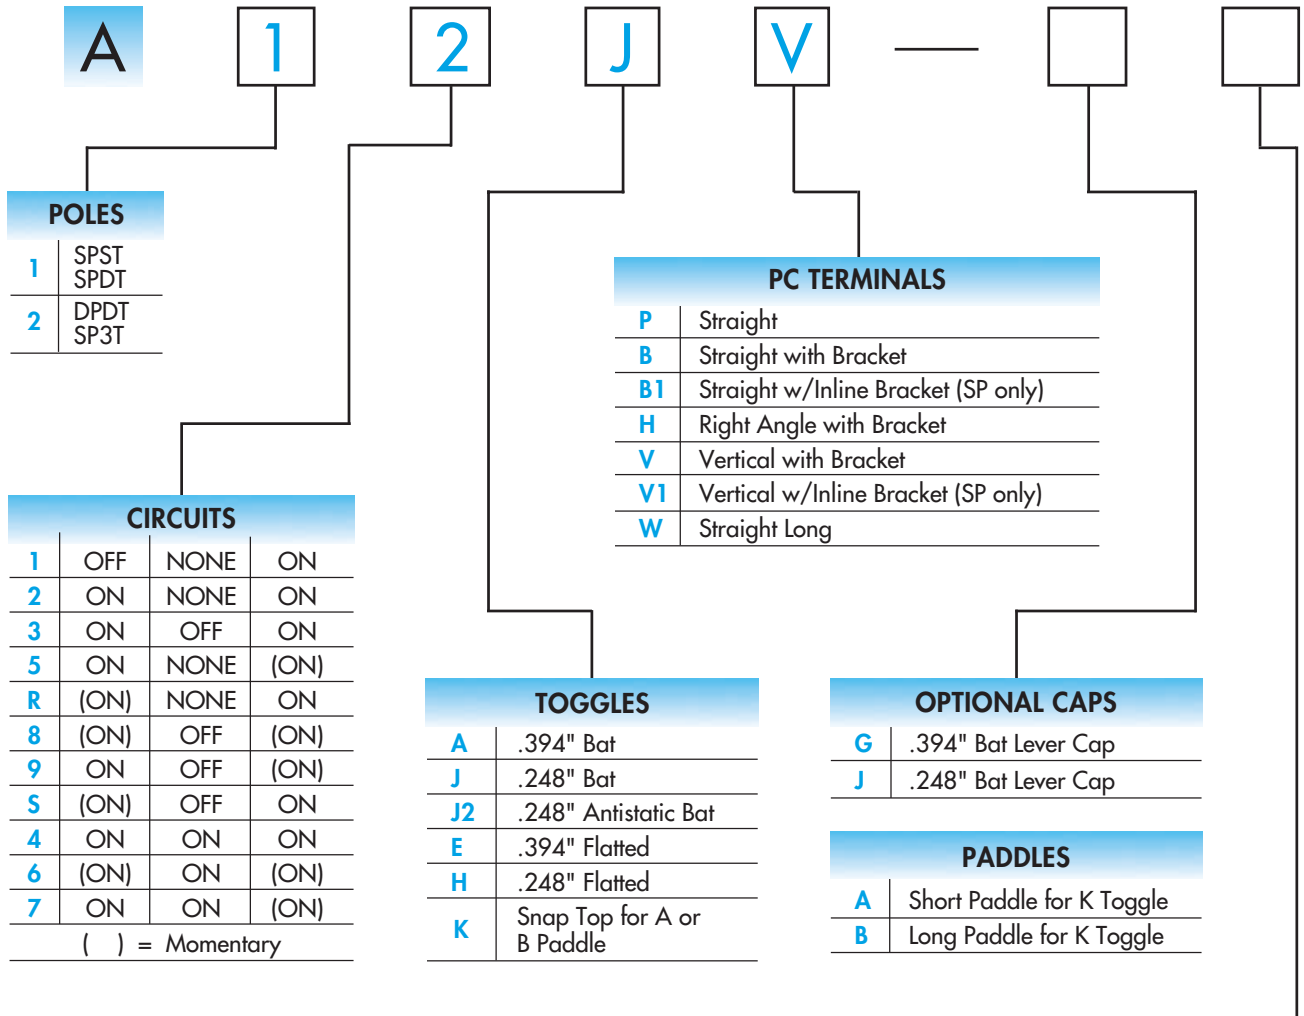 A 1 2 J V —
POLES
1 SPST
SPDT
2 DPDT
SP3T
PC TERMINALS
P Straight
B Straight with Bracket
B1 Straight w/Inline Bracket (SP only)
H Right Angle with Bracket
V Vertical with Bracket
V1 Vertical w/Inline Bracket (SP only)
W Straight Long
CIRCUITS
1 OFF NONE ON
2 ON NONE ON
3 ON OFF ON
5 ON NONE (ON)
R (ON) NONE ON
8 (ON) OFF (ON)
9 ON OFF (ON)
S (ON) OFF ON
4 ON ON ON
6 (ON) ON (ON)
7 ON ON (ON)
( ) = Momentary
TOGGLES
A .394" Bat
J .248" Bat
J2 .248" Antistatic Bat
E .394" Flatted
H .248" Flatted
K Snap Top for A or
B Paddle
OPTIONAL CAPS
G .394" Bat Lever Cap
J .248" Bat Lever Cap
PADDLES
A Short Paddle for K Toggle
B Long Paddle for K Toggle